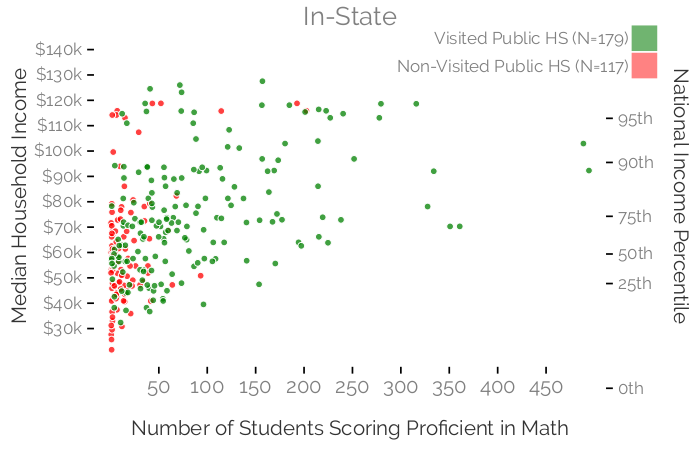 In-State
Visited Public HS (N=179)
Non-Visited Public HS (N=117)
Median Household Income
$140k
$130k
$120k
$110k
$100k
$90k
$80k
$70k
$60k
$50k
$40k
$30k
National Income Percentile
95th
90th
75th
50th
25th
0th
50 100 150 200 250 300 350 400 450
Number of Students Scoring Proficient in Math